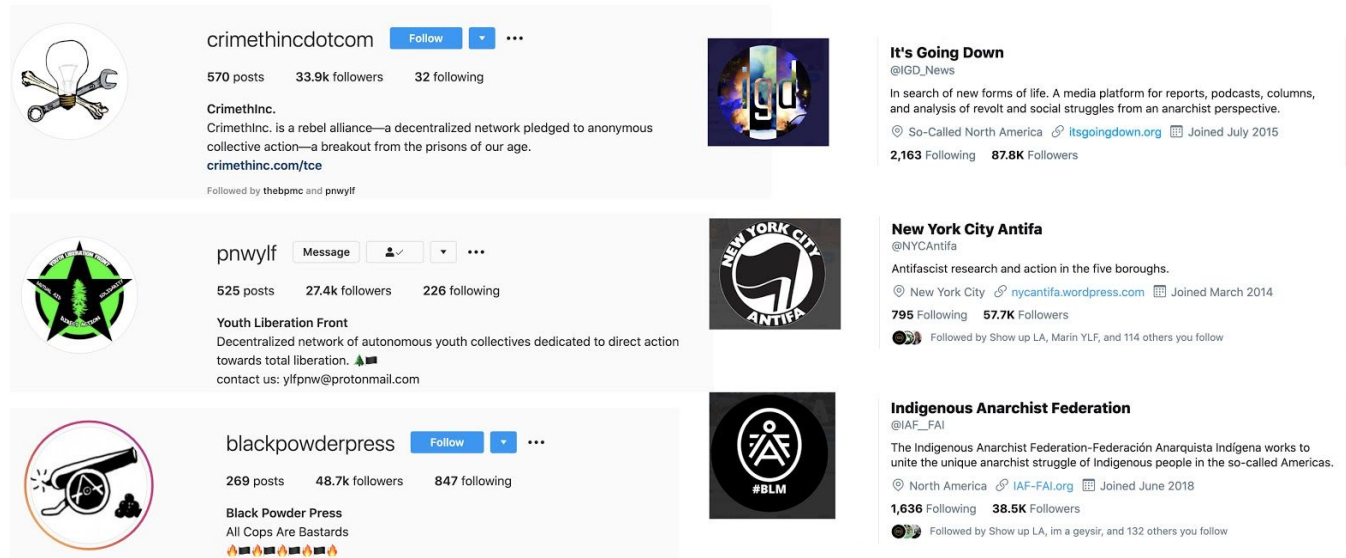 crimethincdotcom Follow
570 posts 33.9k followers 32 following
CrimethInc.
CrimethInc. is a rebel alliance—a decentralized network pledged to anonymous
collective action—a breakout from the prisons of our age.
crimethinc.com/tce
Followed by thebpmc and pnwylf
YOUTH LIBERATION FRONT
MUTUAL AID
SOLIDARITY
DIRECT ACTION
pnwylf Message
525 posts 27.4k followers 226 following
Youth Liberation Front
Decentralized network of autonomous youth collectives dedicated to direct action
towards total liberation. 🌲🏴
contact us: ylfpnw@protonmail.com
blackpowderpress Follow
269 posts 48.7k followers 847 following
Black Powder Press
All Cops Are Bastards
🔥🏴🔥🏴🔥🏴🔥🏴🔥
igd
It's Going Down
@IGD_News
In search of new forms of life. A media platform for reports, podcasts, columns,
and analysis of revolt and social struggles from an anarchist perspective.
So-Called North America itsgoingdown.org Joined July 2015
2,163 Following 87.8K Followers
NEW YORK CITY
ANTIFA
New York City Antifa
@NYCAntifa
Antifascist research and action in the five boroughs.
New York City nycantifa.wordpress.com Joined March 2014
795 Following 57.7K Followers
Followed by Show up LA, Marin YLF, and 114 others you follow
#BLM
Indigenous Anarchist Federation
@IAF__FAI
The Indigenous Anarchist Federation-Federación Anarquista Indígena works to
unite the unique anarchist struggle of Indigenous people in the so-called Americas.
North America IAF-FAI.org Joined June 2018
1,636 Following 38.5K Followers
Followed by Show up LA, im a geysir, and 132 others you follow